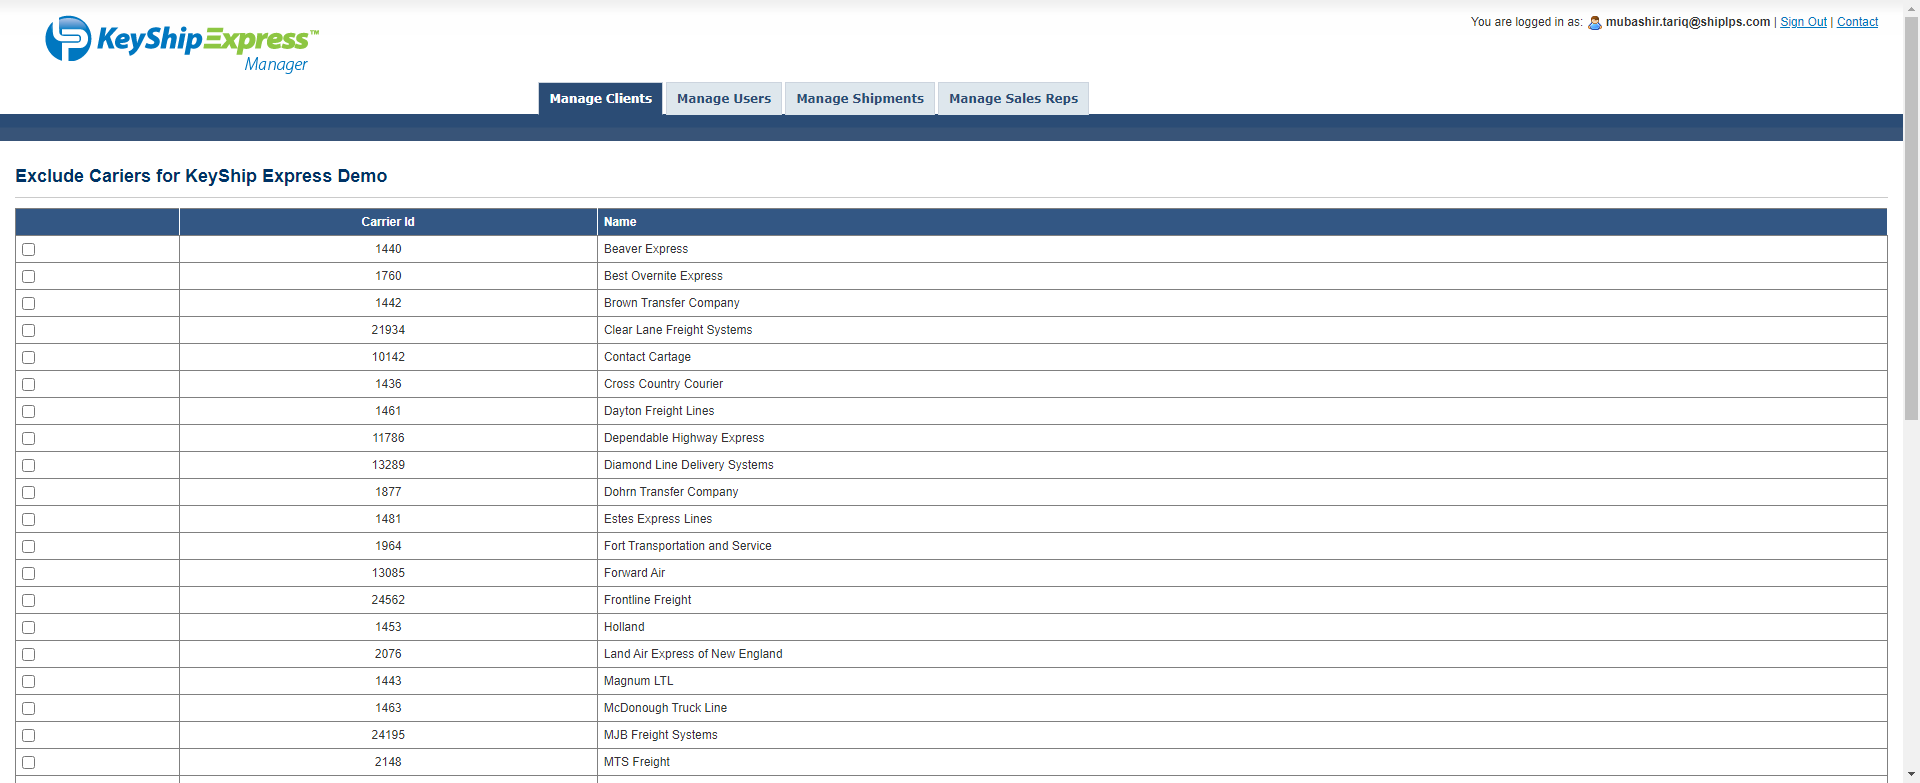 KeyShipExpress™
Manager
You are logged in as: mubashir.tariq@shiplps.com | Sign Out | Contact
Manage Clients Manage Users Manage Shipments Manage Sales Reps
Exclude Cariers for KeyShip Express Demo
Carrier Id Name
1440 Beaver Express
1760 Best Overnite Express
1442 Brown Transfer Company
21934 Clear Lane Freight Systems
10142 Contact Cartage
1436 Cross Country Courier
1461 Dayton Freight Lines
11786 Dependable Highway Express
13289 Diamond Line Delivery Systems
1877 Dohrn Transfer Company
1481 Estes Express Lines
1964 Fort Transportation and Service
13085 Forward Air
24562 Frontline Freight
1453 Holland
2076 Land Air Express of New England
1443 Magnum LTL
1463 McDonough Truck Line
24195 MJB Freight Systems
2148 MTS Freight